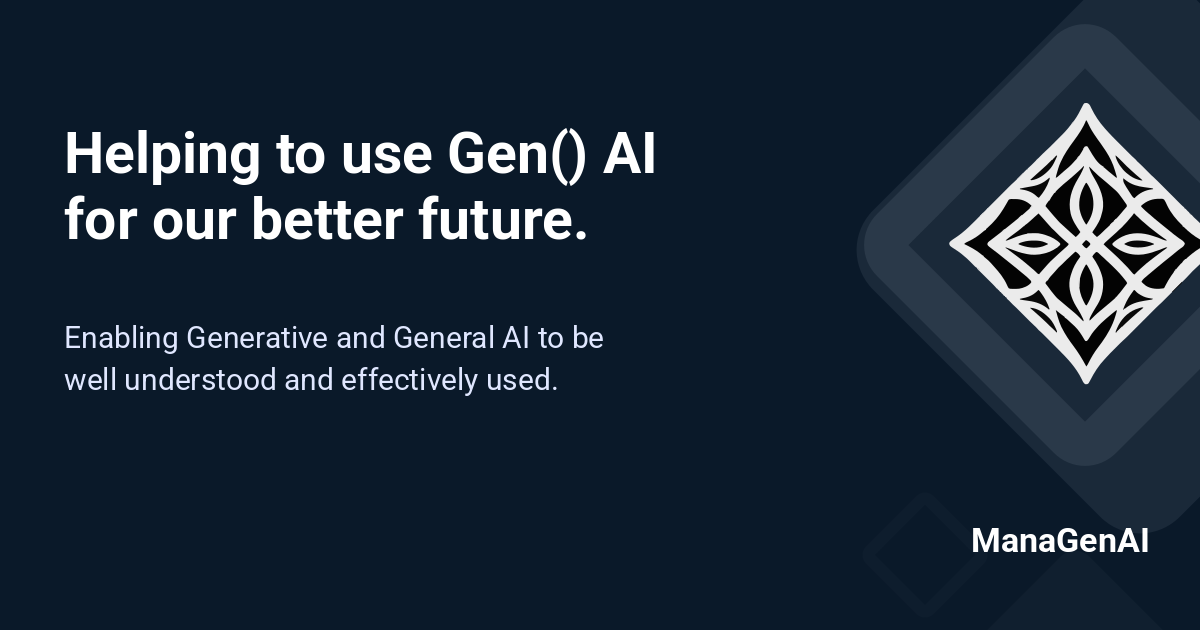 Helping to use Gen() AI
for our better future.
Enabling Generative and General AI to be
well understood and effectively used.
ManaGenAI